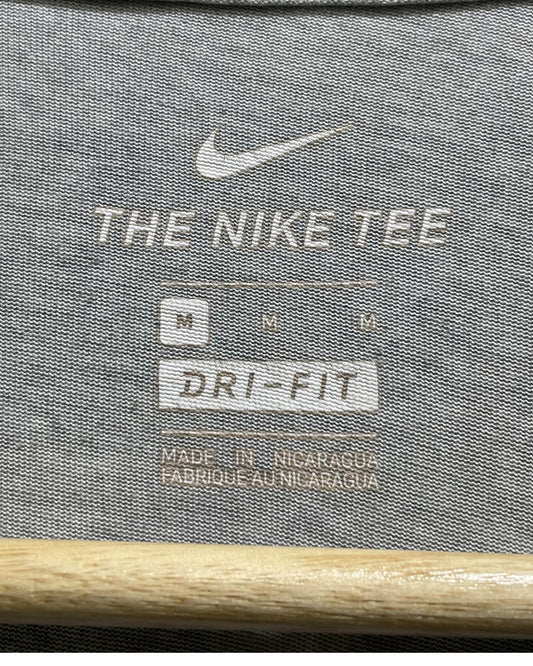 THE NIKE TEE
M M M
DRI-FIT
MADE IN NICARAGUA
FABRIQUE AU NICARAGUA